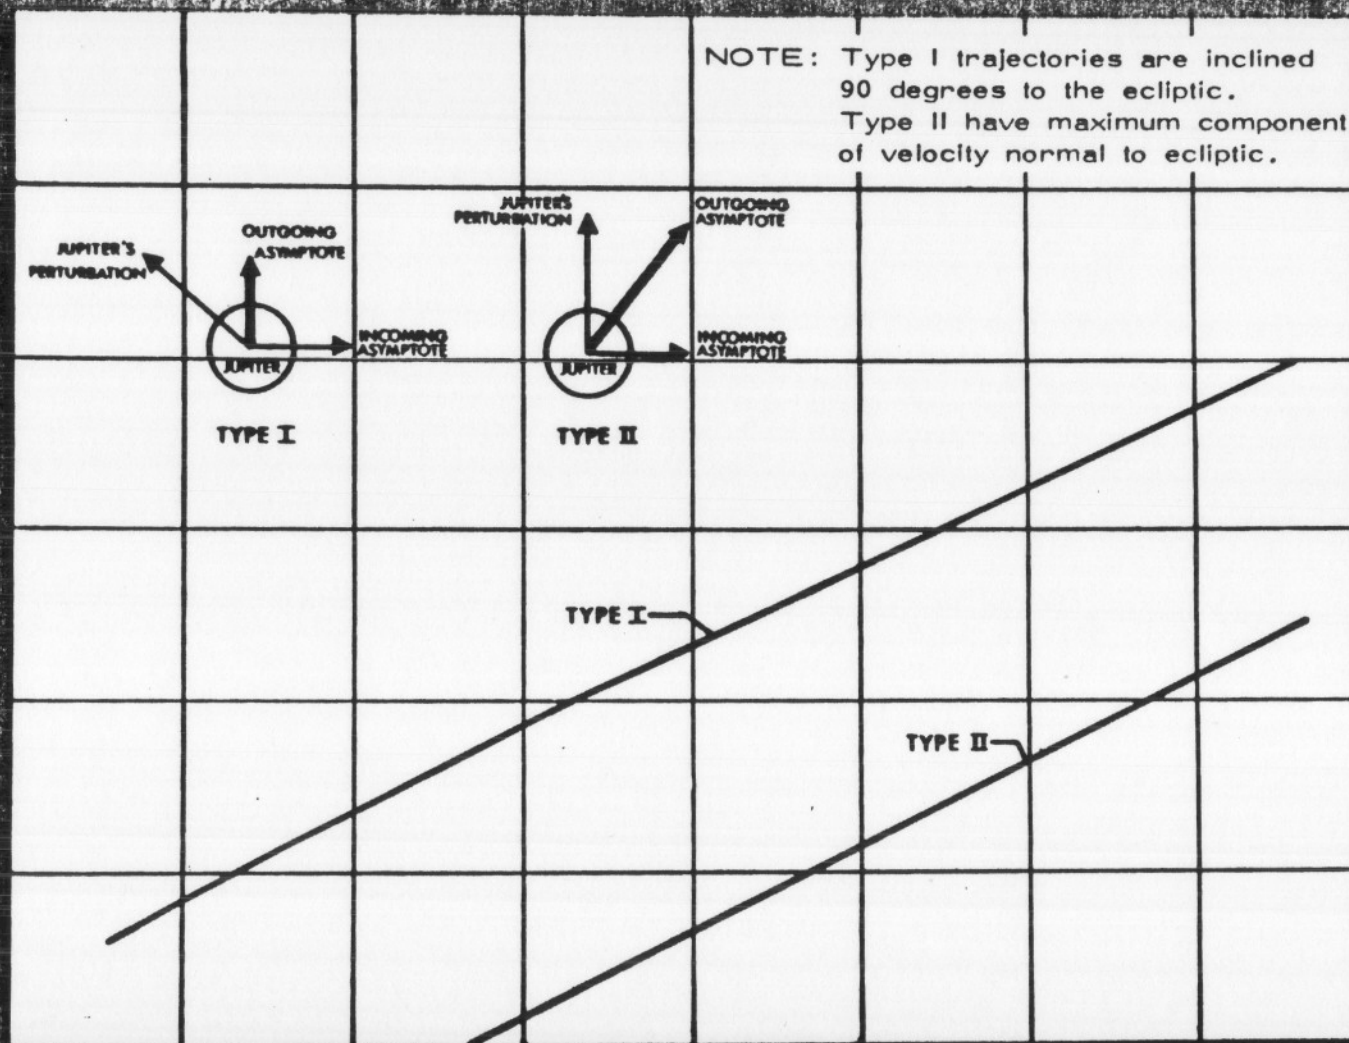 NOTE: Type I trajectories are inclined
90 degrees to the ecliptic.
Type II have maximum component
of velocity normal to ecliptic.
JUPITER'S
PERTURBATION
OUTGOING
ASYMPTOTE
INCOMING
ASYMPTOTE
JUPITER
TYPE I
JUPITER'S
PERTURBATION
OUTGOING
ASYMPTOTE
INCOMING
ASYMPTOTE
JUPITER
TYPE II
TYPE I
TYPE II